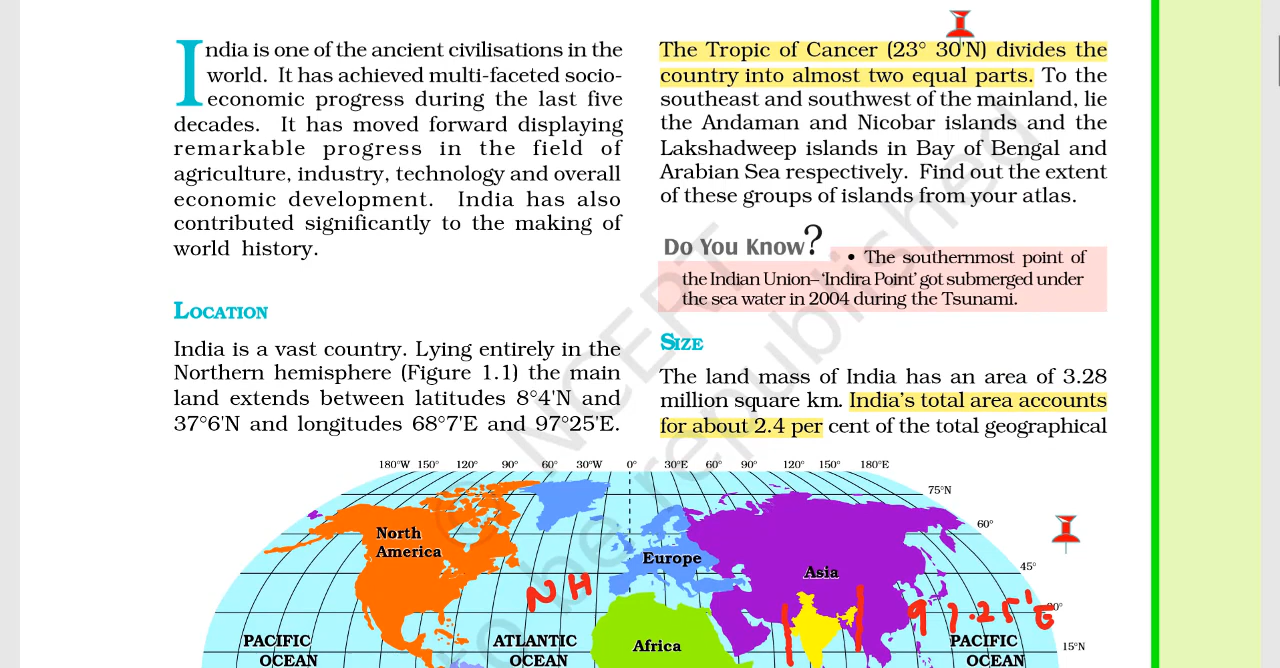 India is one of the ancient civilisations in the
world. It has achieved multi-faceted socio-
economic progress during the last five
decades. It has moved forward displaying
remarkable progress in the field of
agriculture, industry, technology and overall
economic development. India has also
contributed significantly to the making of
world history.
LOCATION
India is a vast country. Lying entirely in the
Northern hemisphere (Figure 1.1) the main
land extends between latitudes 8°4'N and
37°6'N and longitudes 68°7'E and 97°25'E.
The Tropic of Cancer (23° 30'N) divides the
country into almost two equal parts. To the
southeast and southwest of the mainland, lie
the Andaman and Nicobar islands and the
Lakshadweep islands in Bay of Bengal and
Arabian Sea respectively. Find out the extent
of these groups of islands from your atlas.
Do You Know?
• The southernmost point of
the Indian Union– 'Indira Point' got submerged under
the sea water in 2004 during the Tsunami.
SIZE
The land mass of India has an area of 3.28
million square km. India's total area accounts
for about 2.4 per cent of the total geographical
180°W 150° 120° 90° 60° 30°W 0° 30°E 60° 90° 120° 150° 180°E
75°N
60°
45°
30°
15°N
North
America
Europe
Asia
Africa
NH
97.25'E
PACIFIC
OCEAN
ATLANTIC
OCEAN
PACIFIC
OCEAN
© NCERT
to be republished